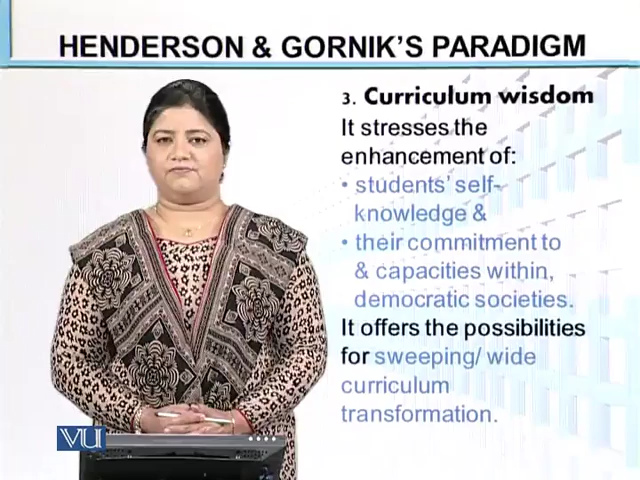 HENDERSON & GORNIK'S PARADIGM
3. Curriculum wisdom
It stresses the
enhancement of:
• students' self-
knowledge &
• their commitment to
& capacities within,
democratic societies.
It offers the possibilities
for sweeping/ wide
curriculum
transformation.
VU